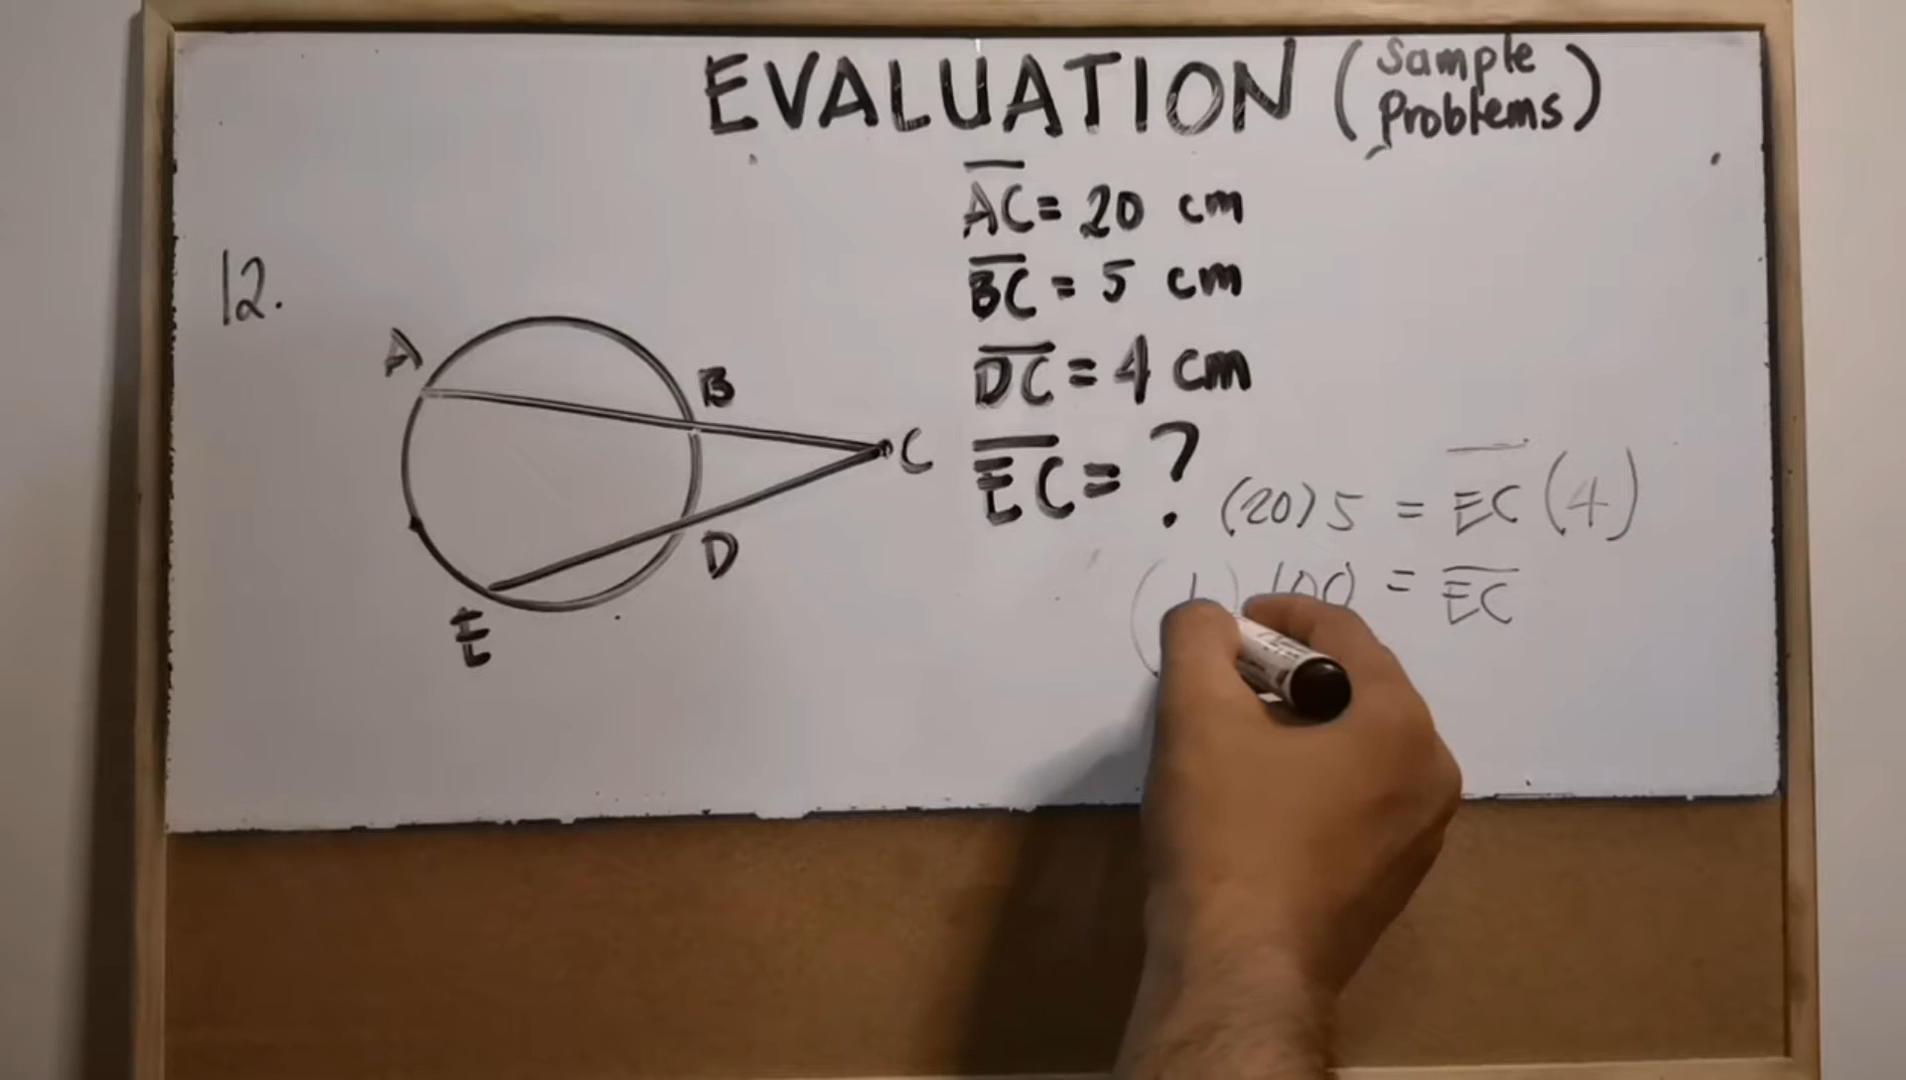 EVALUATION (Sample Problems)
AC = 20 cm
BC = 5 cm
DC = 4 cm
EC = ?
12.
A
B
C
D
E
(20)5 = EC(4)
100 = EC